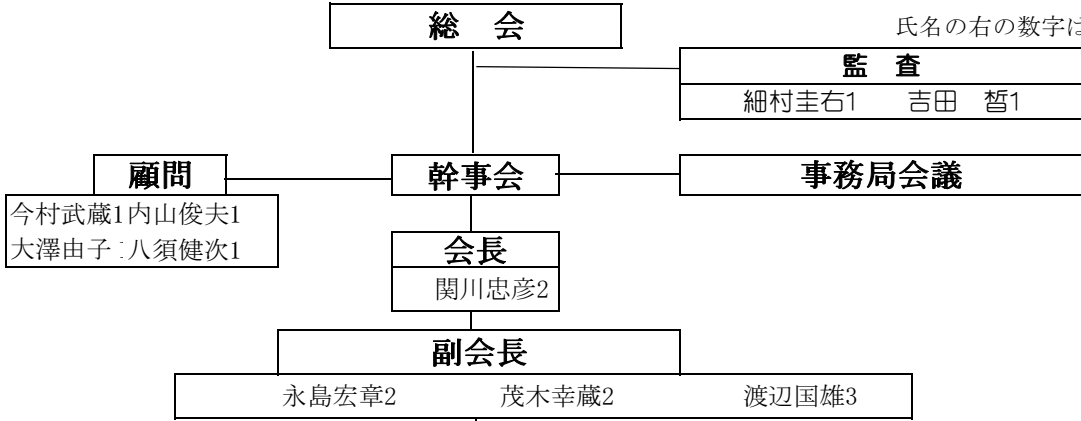 総　会
氏名の右の数字は
監　査
細村圭右1　　吉田　皙1
顧問
幹事会
事務局会議
今村武蔵1内山俊夫1
大澤由子 八須健次1
会長
関川忠彦2
副会長
永島宏章2　　茂木幸蔵2　　渡辺国雄3